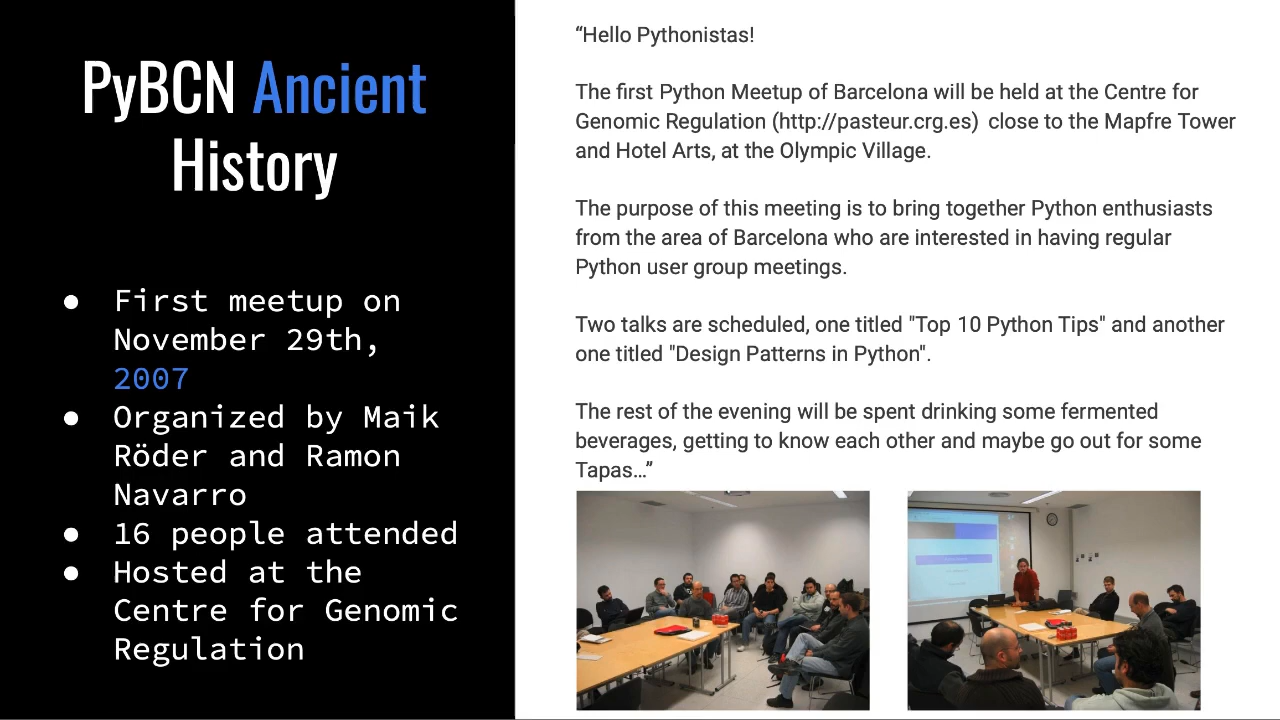 PyBCN Ancient
History
● First meetup on
November 29th,
2007
● Organized by Maik
Röder and Ramon
Navarro
● 16 people attended
● Hosted at the
Centre for Genomic
Regulation
“Hello Pythonistas!
The first Python Meetup of Barcelona will be held at the Centre for
Genomic Regulation (http://pasteur.crg.es)  close to the Mapfre Tower
and Hotel Arts, at the Olympic Village.
The purpose of this meeting is to bring together Python enthusiasts
from the area of Barcelona who are interested in having regular
Python user group meetings.
Two talks are scheduled, one titled "Top 10 Python Tips" and another
one titled "Design Patterns in Python".
The rest of the evening will be spent drinking some fermented
beverages, getting to know each other and maybe go out for some
Tapas…”